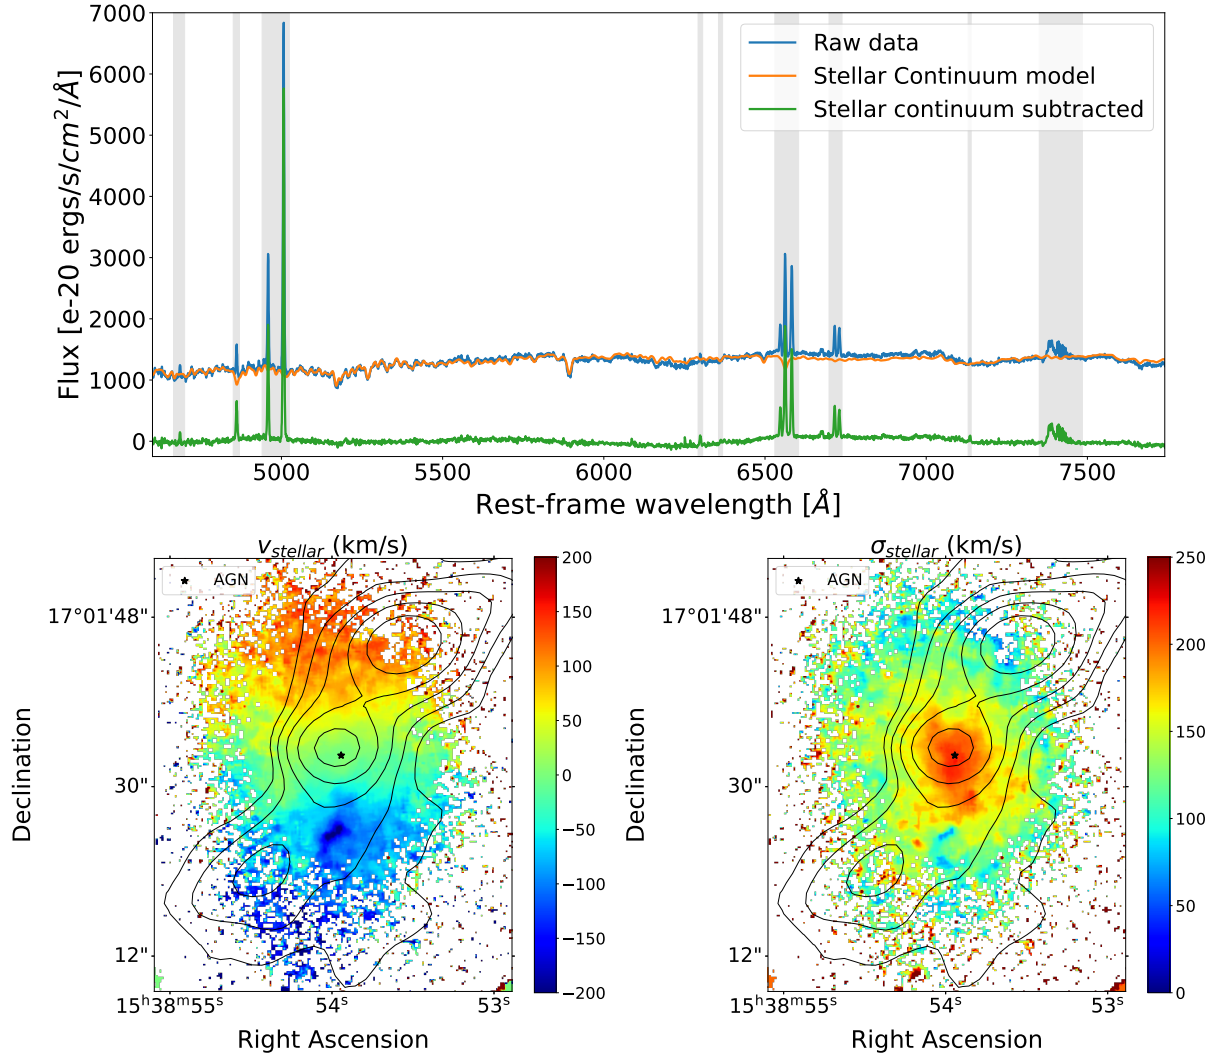 7000
6000
5000
4000
3000
2000
1000
0
Flux [e-20 ergs/s/cm²/Å]
Raw data
Stellar Continuum model
Stellar continuum subtracted
5000 5500 6000 6500 7000 7500
Rest-frame wavelength [Å]
v_stellar (km/s)
AGN
17°01'48"
30"
12"
Declination
15ʰ38ᵐ55ˢ 54ˢ 53ˢ
Right Ascension
200
150
100
50
0
−50
−100
−150
−200
σ_stellar (km/s)
AGN
17°01'48"
30"
12"
Declination
15ʰ38ᵐ55ˢ 54ˢ 53ˢ
Right Ascension
250
200
150
100
50
0